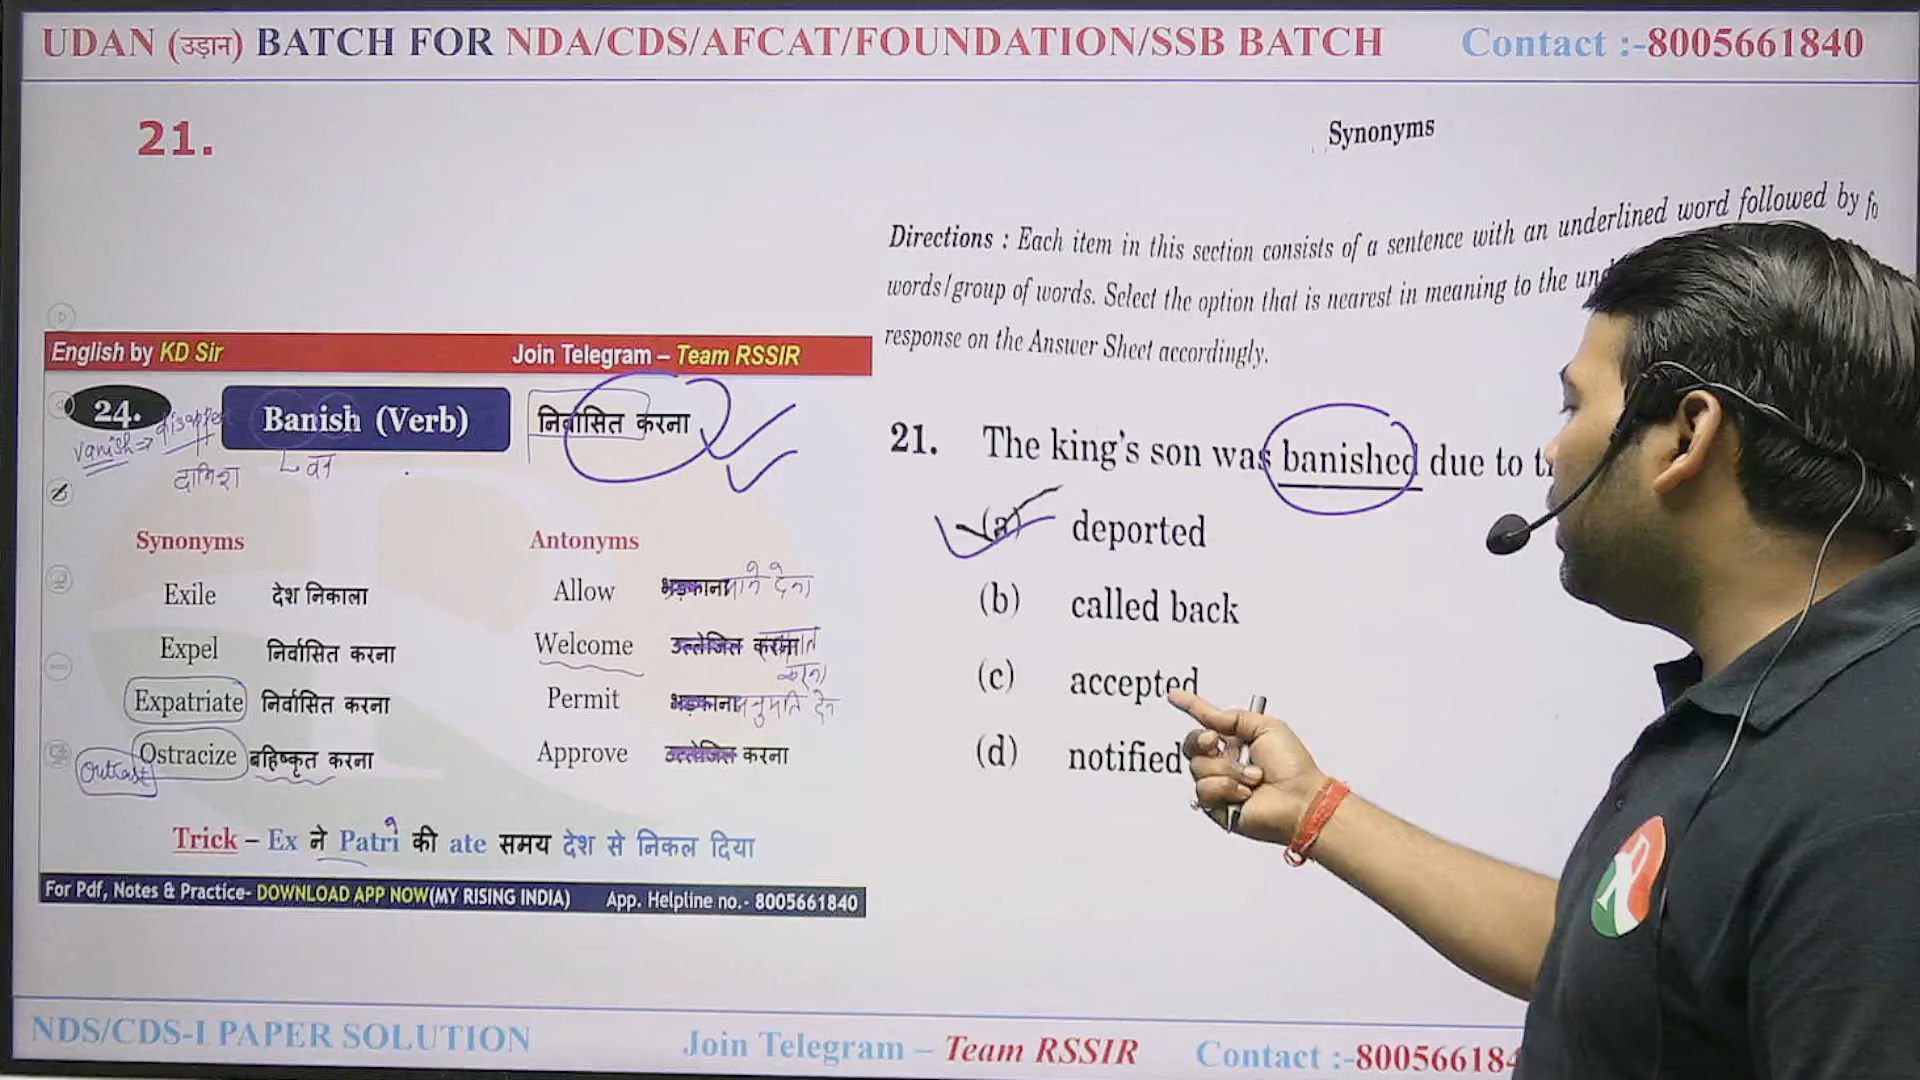 UDAN (उड़ान) BATCH FOR NDA/CDS/AFCAT/FOUNDATION/SSB BATCH Contact :-8005661840
21.
Synonyms
Directions : Each item in this section consists of a sentence with an underlined word followed by
words/group of words. Select the option that is nearest in meaning to the
response on the Answer Sheet accordingly.
English by KD Sir Join Telegram – Team RSSIR
24. Banish (Verb) निर्वासित करना
vanish⇒
Synonyms Antonyms
Exile देश निकाला Allow
Expel निर्वासित करना Welcome उत्तेजित करना
Expatriate निर्वासित करना Permit
Ostracize बहिष्कृत करना Approve उत्तेजित करना
Outcast
Trick – Ex ने Patri की ate समय देश से निकल दिया
For Pdf, Notes & Practice- DOWNLOAD APP NOW(MY RISING INDIA) App. Helpline no.- 8005661840
21. The king's son was banished due to
(a) deported
(b) called back
(c) accepted
(d) notified
NDS/CDS-I PAPER SOLUTION Join Telegram – Team RSSIR Contact :-800566184